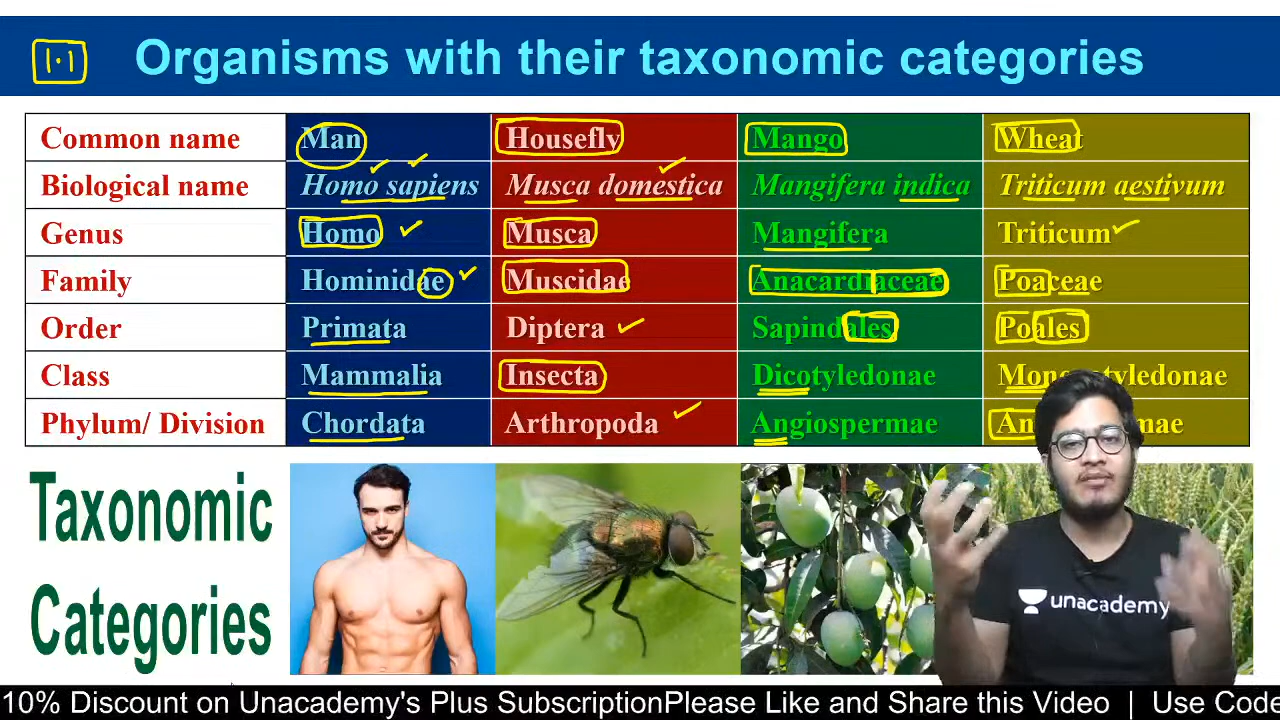 1.1 Organisms with their taxonomic categories
Common name Man Housefly Mango Wheat
Biological name Homo sapiens Musca domestica Mangifera indica Triticum aestivum
Genus Homo Musca Mangifera Triticum
Family Hominidae Muscidae Anacardiaceae Poaceae
Order Primata Diptera Sapindales Poales
Class Mammalia Insecta Dicotyledonae
Phylum/ Division Chordata Arthropoda Angiospermae
Taxonomic
Categories
unacademy
10% Discount on Unacademy's Plus SubscriptionPlease Like and Share this Video | Use Code